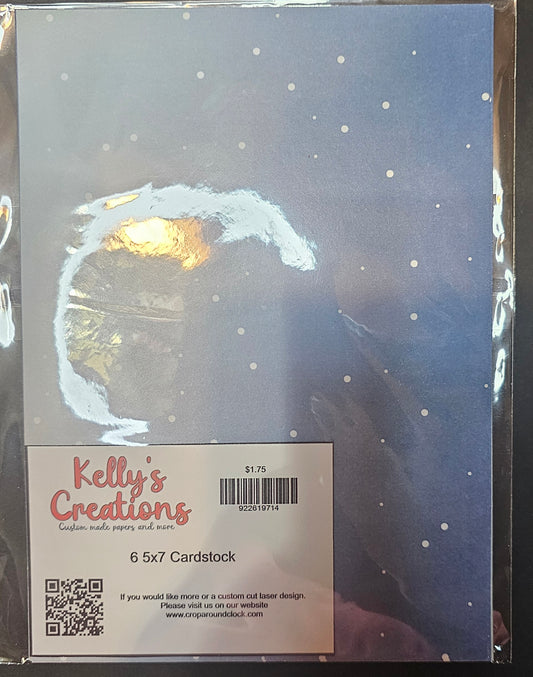 Kelly's
Creations
Custom made papers and more
$1.75
922619714
6 5x7 Cardstock
If you would like more or a custom cut laser design.
Please visit us on our website
www.croparoundclock.com